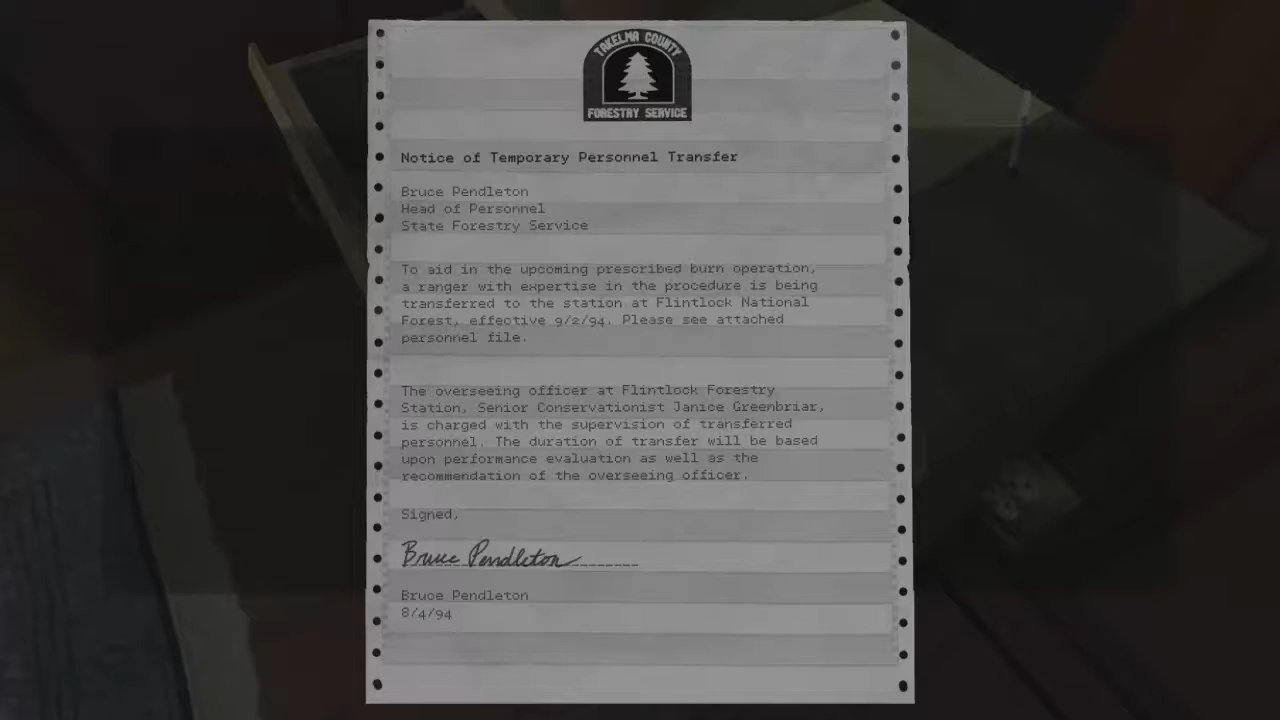 TAKELMA COUNTY
FORESTRY SERVICE
Notice of Temporary Personnel Transfer
Bruce Pendleton
Head of Personnel
State Forestry Service
To aid in the upcoming prescribed burn operation,
a ranger with expertise in the procedure is being
transferred to the station at Flintlock National
Forest, effective 9/2/94. Please see attached
personnel file.
The overseeing officer at Flintlock Forestry
Station, Senior Conservationist Janice Greenbriar,
is charged with the supervision of transferred
personnel. The duration of transfer will be based
upon performance evaluation as well as the
recommendation of the overseeing officer.
Signed,
Bruce Pendleton
Bruce Pendleton
8/4/94